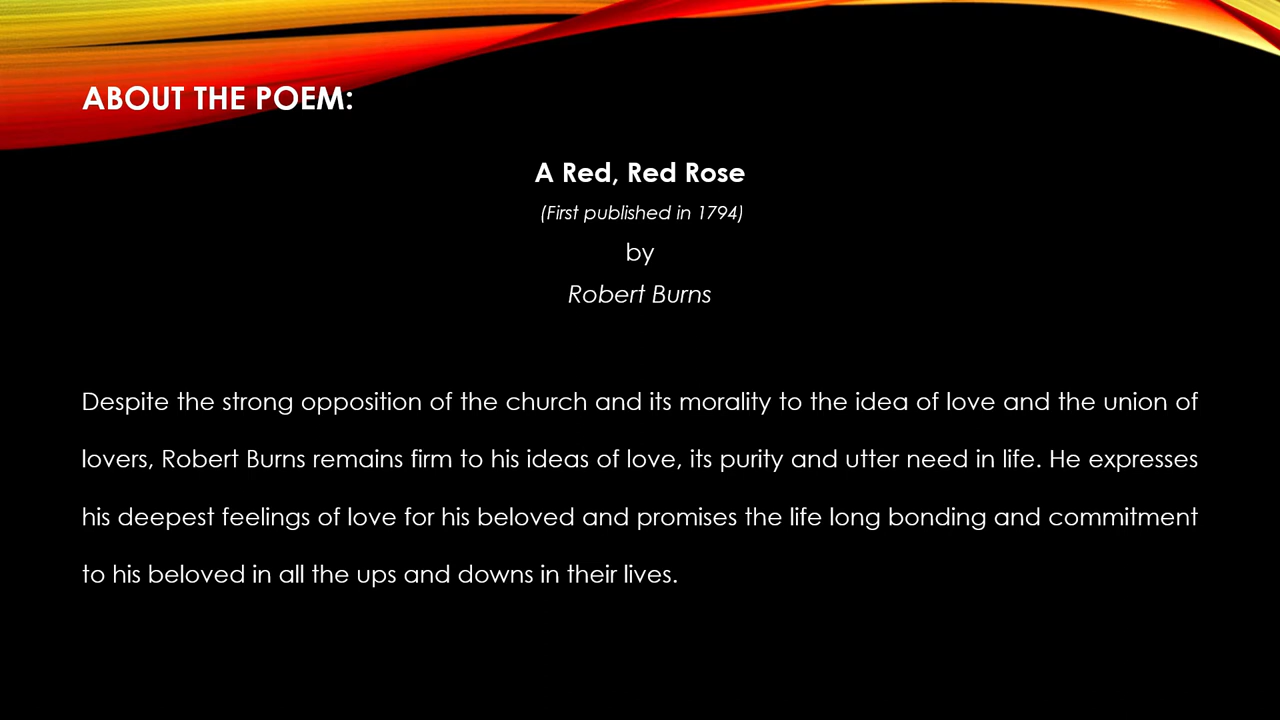 ABOUT THE POEM:
A Red, Red Rose
(First published in 1794)
by
Robert Burns
Despite the strong opposition of the church and its morality to the idea of love and the union of
lovers, Robert Burns remains firm to his ideas of love, its purity and utter need in life. He expresses
his deepest feelings of love for his beloved and promises the life long bonding and commitment
to his beloved in all the ups and downs in their lives.